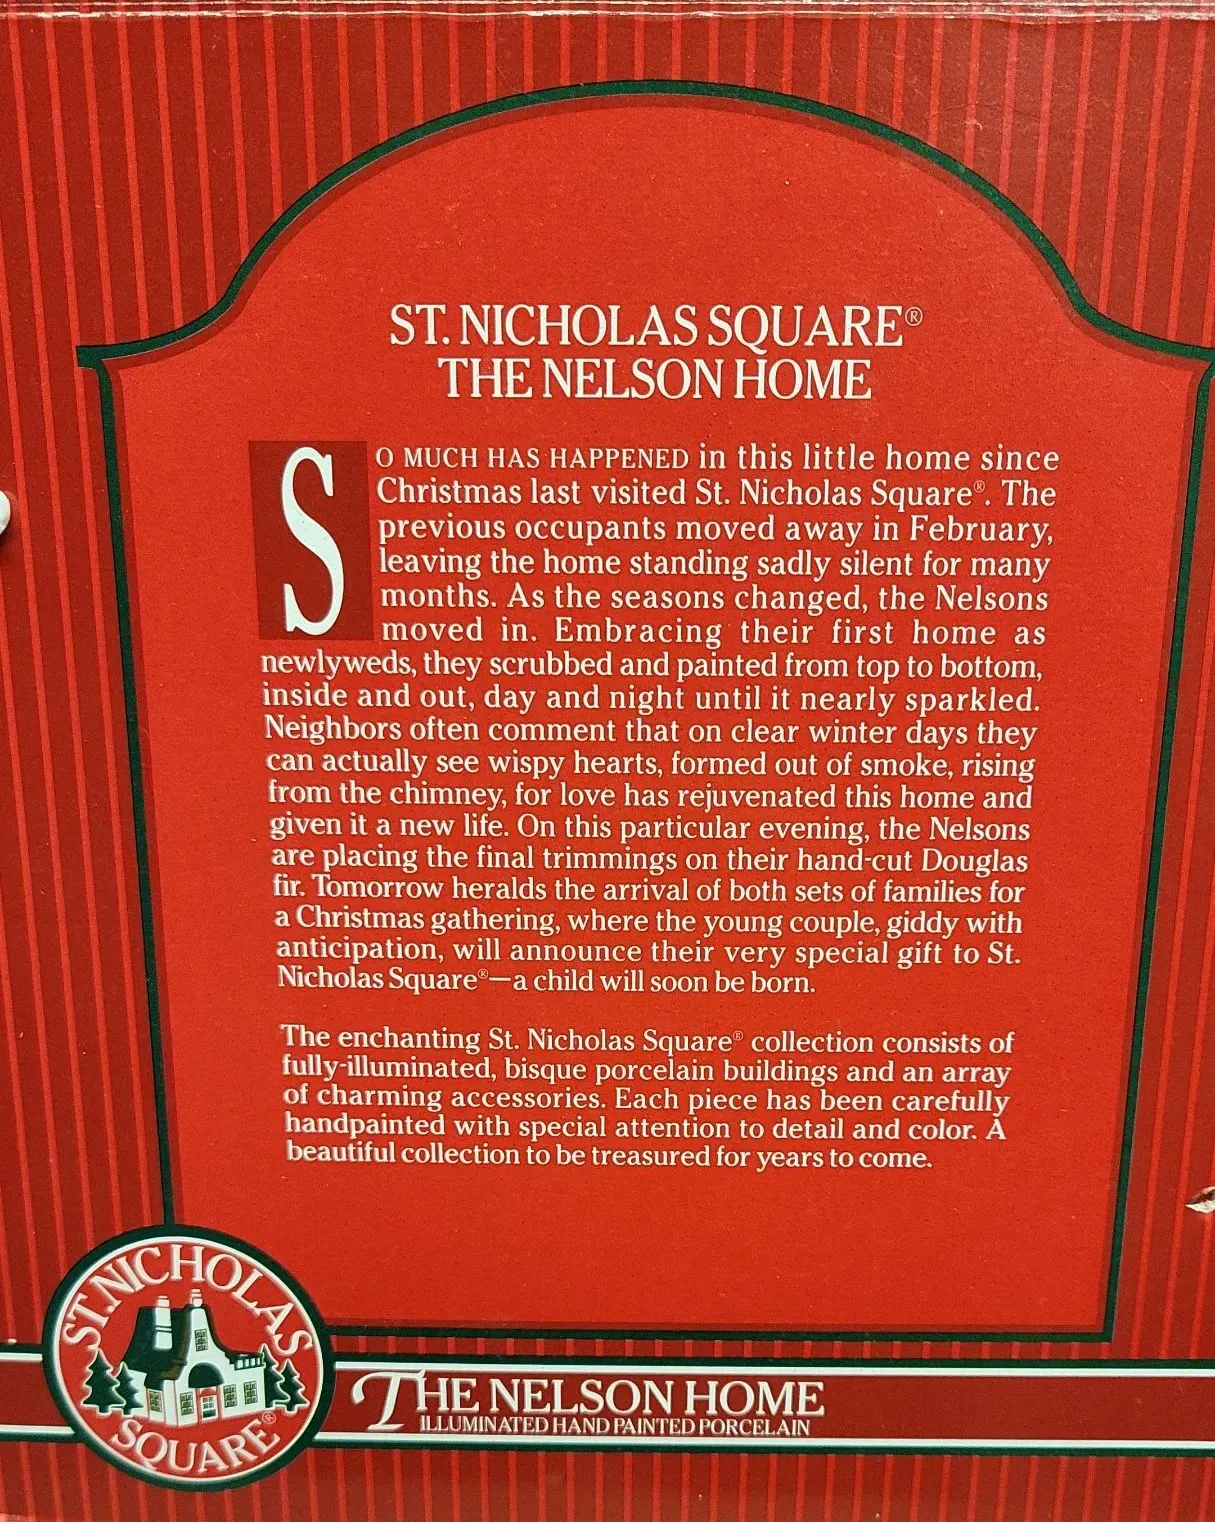 ST. NICHOLAS SQUARE®
THE NELSON HOME
SO MUCH HAS HAPPENED in this little home since
Christmas last visited St. Nicholas Square®. The
previous occupants moved away in February,
leaving the home standing sadly silent for many
months. As the seasons changed, the Nelsons
moved in. Embracing their first home as
newlyweds, they scrubbed and painted from top to bottom,
inside and out, day and night until it nearly sparkled.
Neighbors often comment that on clear winter days they
can actually see wispy hearts, formed out of smoke, rising
from the chimney, for love has rejuvenated this home and
given it a new life. On this particular evening, the Nelsons
are placing the final trimmings on their hand-cut Douglas
fir. Tomorrow heralds the arrival of both sets of families for
a Christmas gathering, where the young couple, giddy with
anticipation, will announce their very special gift to St.
Nicholas Square®—a child will soon be born.
The enchanting St. Nicholas Square® collection consists of
fully-illuminated, bisque porcelain buildings and an array
of charming accessories. Each piece has been carefully
handpainted with special attention to detail and color. A
beautiful collection to be treasured for years to come.
ST. NICHOLAS
SQUARE®
THE NELSON HOME
ILLUMINATED HAND PAINTED PORCELAIN